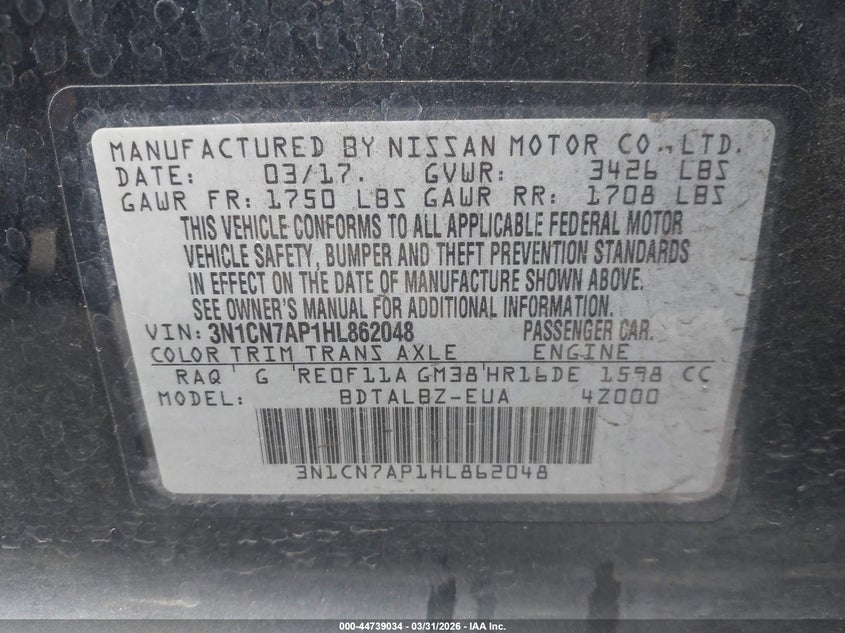 MANUFACTURED BY NISSAN MOTOR CO., LTD.
DATE: 03/17. GVWR: 3426 LBS
GAWR FR: 1750 LBS GAWR RR: 1708 LBS
THIS VEHICLE CONFORMS TO ALL APPLICABLE FEDERAL MOTOR
VEHICLE SAFETY, BUMPER AND THEFT PREVENTION STANDARDS
IN EFFECT ON THE DATE OF MANUFACTURE SHOWN ABOVE.
SEE OWNER'S MANUAL FOR ADDITIONAL INFORMATION.
VIN: 3N1CN7AP1HL862048 PASSENGER CAR.
COLOR TRIM TRANS AXLE ENGINE
RAQ G RE0F11A GM38 HR16DE 1598 CC
MODEL: BDTALBZ-EUA 4Z000
3N1CN7AP1HL862048
000-44739034 - 03/31/2026 - IAA Inc.